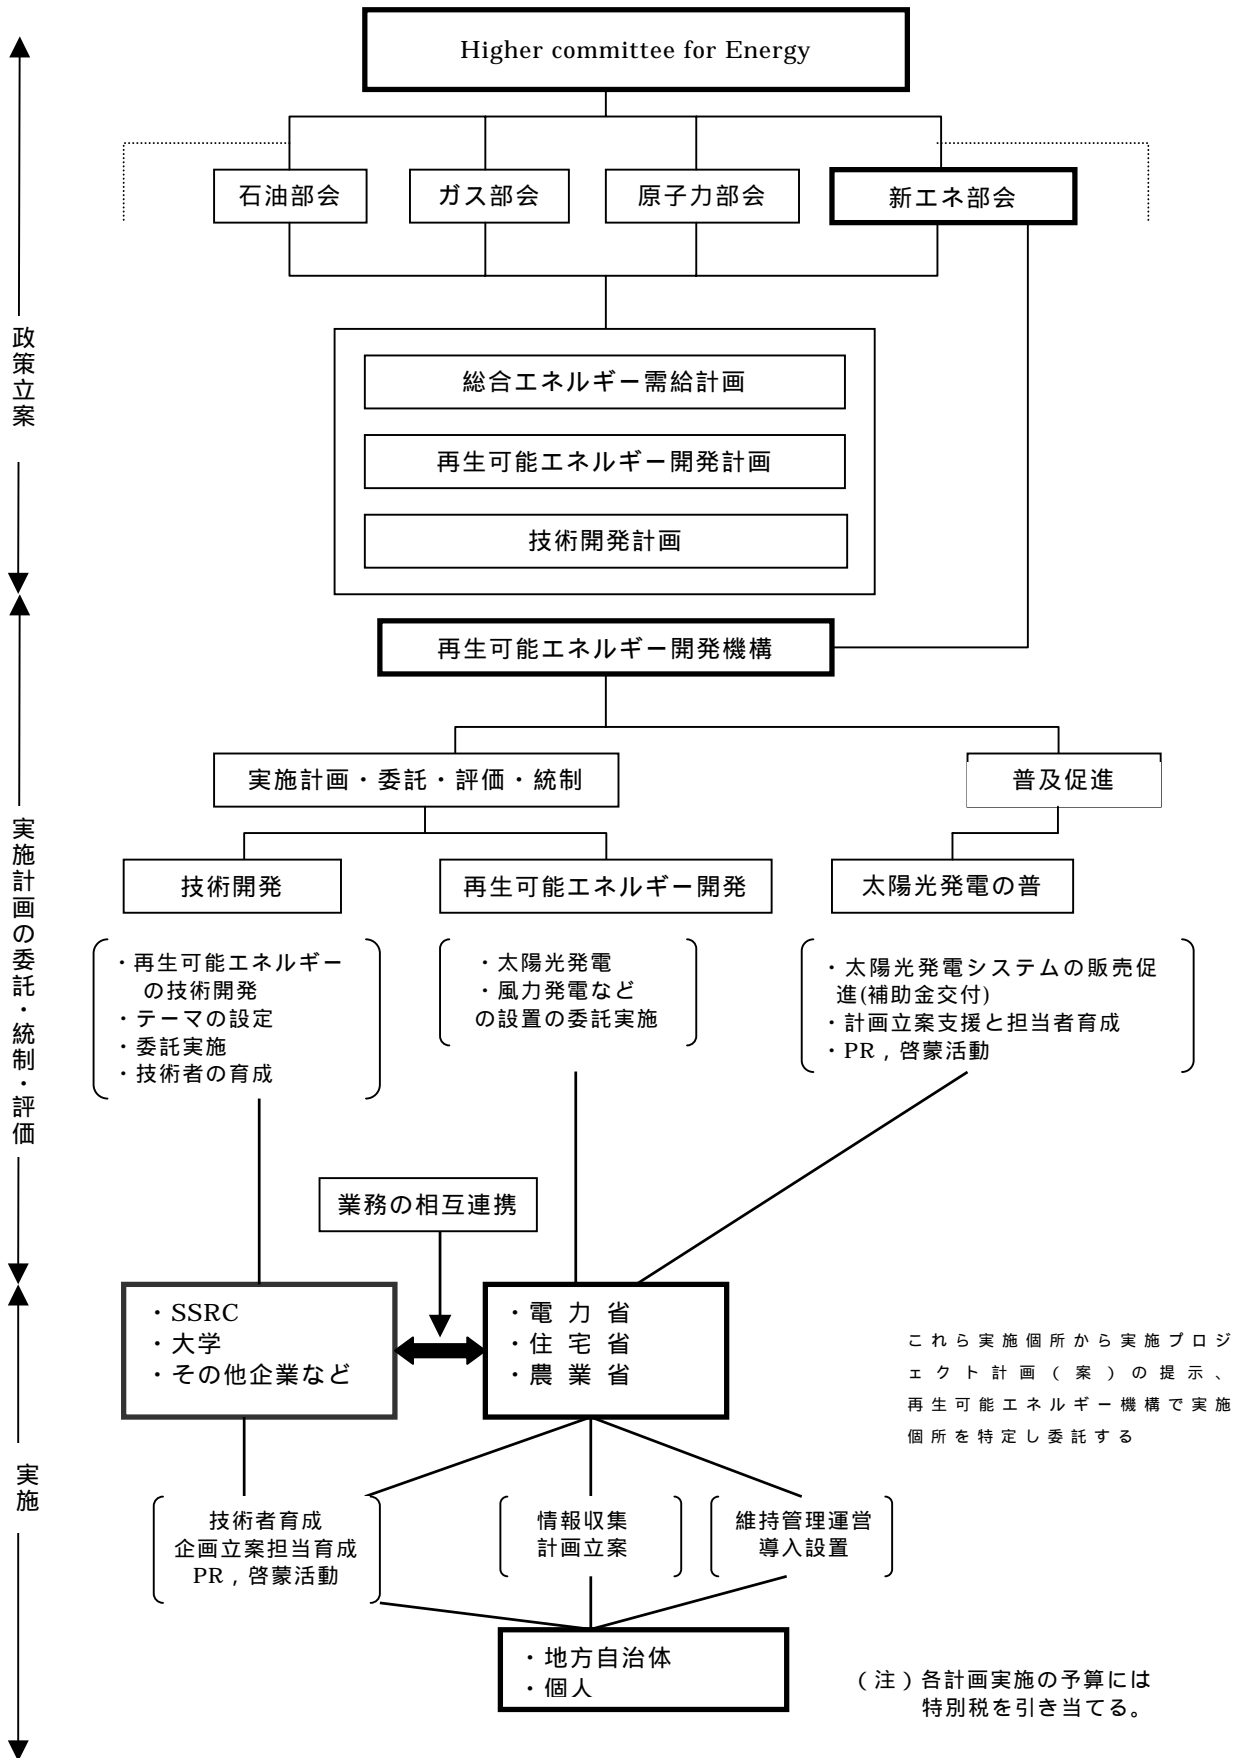 Higher committee for Energy
石油部会
ガス部会
原子力部会
新エネ部会
政策立案
総合エネルギー需給計画
再生可能エネルギー開発計画
技術開発計画
再生可能エネルギー開発機構
実施計画・委託・評価・統制
普及促進
実施計画の委託・統制・評価
技術開発
再生可能エネルギー開発
太陽光発電の普
・再生可能エネルギー
の技術開発
・テーマの設定
・委託実施
・技術者の育成
・太陽光発電
・風力発電など
の設置の委託実施
・太陽光発電システムの販売促
進(補助金交付)
・計画立案支援と担当者育成
・PR，啓蒙活動
業務の相互連携
・SSRC
・大学
・その他企業など
・電力省
・住宅省
・農業省
これら実施個所から実施プロジ
ェクト計画（案）の提示、
再生可能エネルギー機構で実施
個所を特定し委託する
実施
技術者育成
企画立案担当育成
PR，啓蒙活動
情報収集
計画立案
維持管理運営
導入設置
・地方自治体
・個人
（注）各計画実施の予算には
特別税を引き当てる。